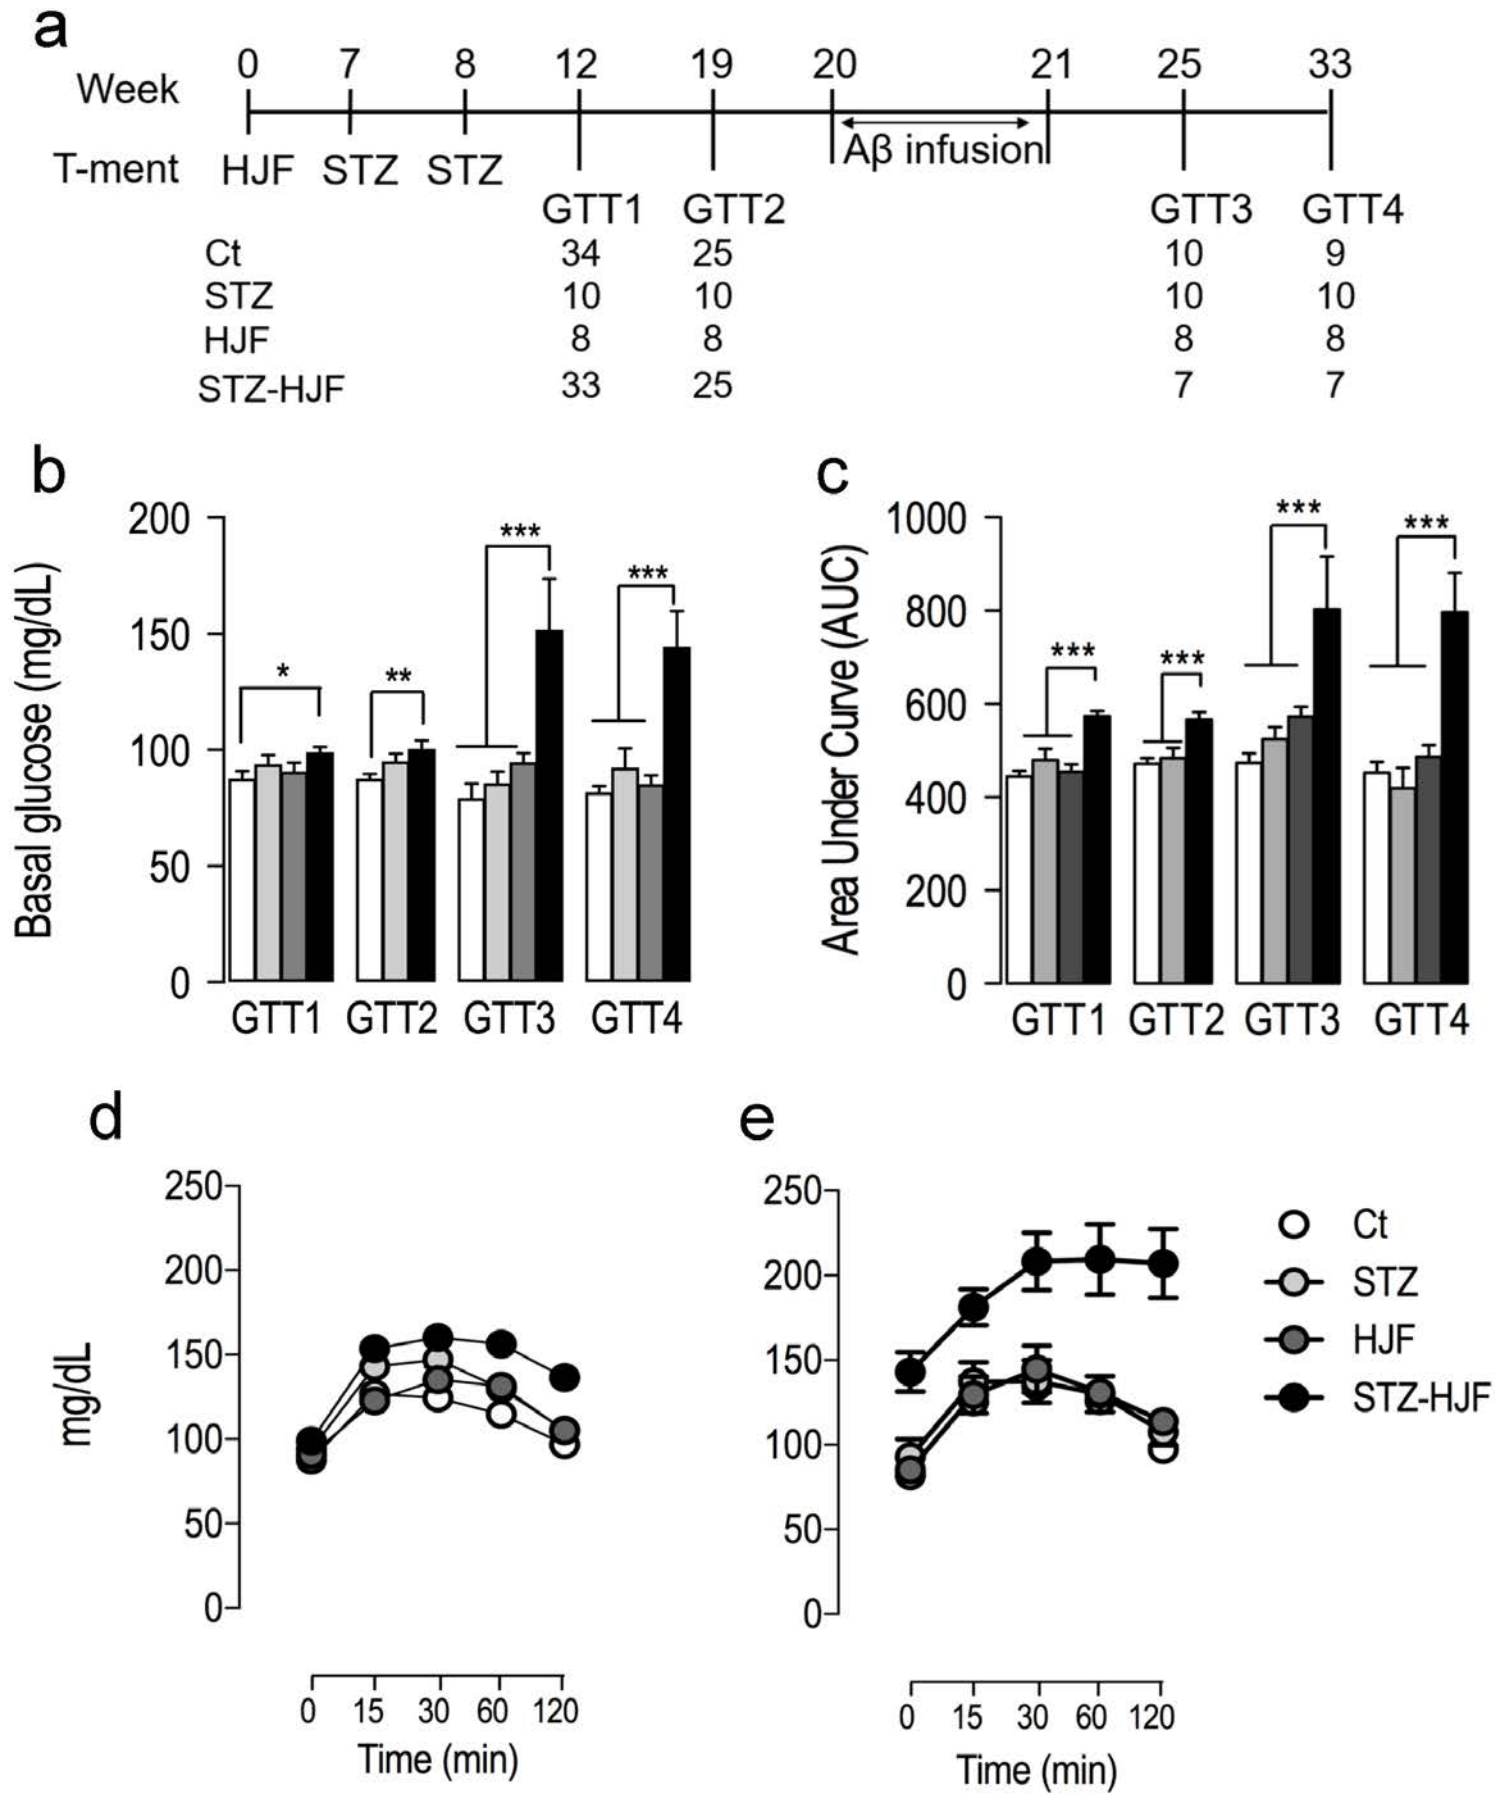 a
Week 0 7 8 12 19 20 21 25 33
Aβ infusion
T-ment HJF STZ STZ
GTT1 GTT2 GTT3 GTT4
Ct 34 25 10 9
STZ 10 10 10 10
HJF 8 8 8 8
STZ-HJF 33 25 7 7
b
Basal glucose (mg/dL)
200
150
100
50
0
* ** *** ***
GTT1 GTT2 GTT3 GTT4
c
Area Under Curve (AUC)
1000
800
600
400
200
0
*** *** *** ***
GTT1 GTT2 GTT3 GTT4
d
mg/dL
250
200
150
100
50
0
0 15 30 60 120
Time (min)
e
250
200
150
100
50
0
0 15 30 60 120
Time (min)
Ct
STZ
HJF
STZ-HJF